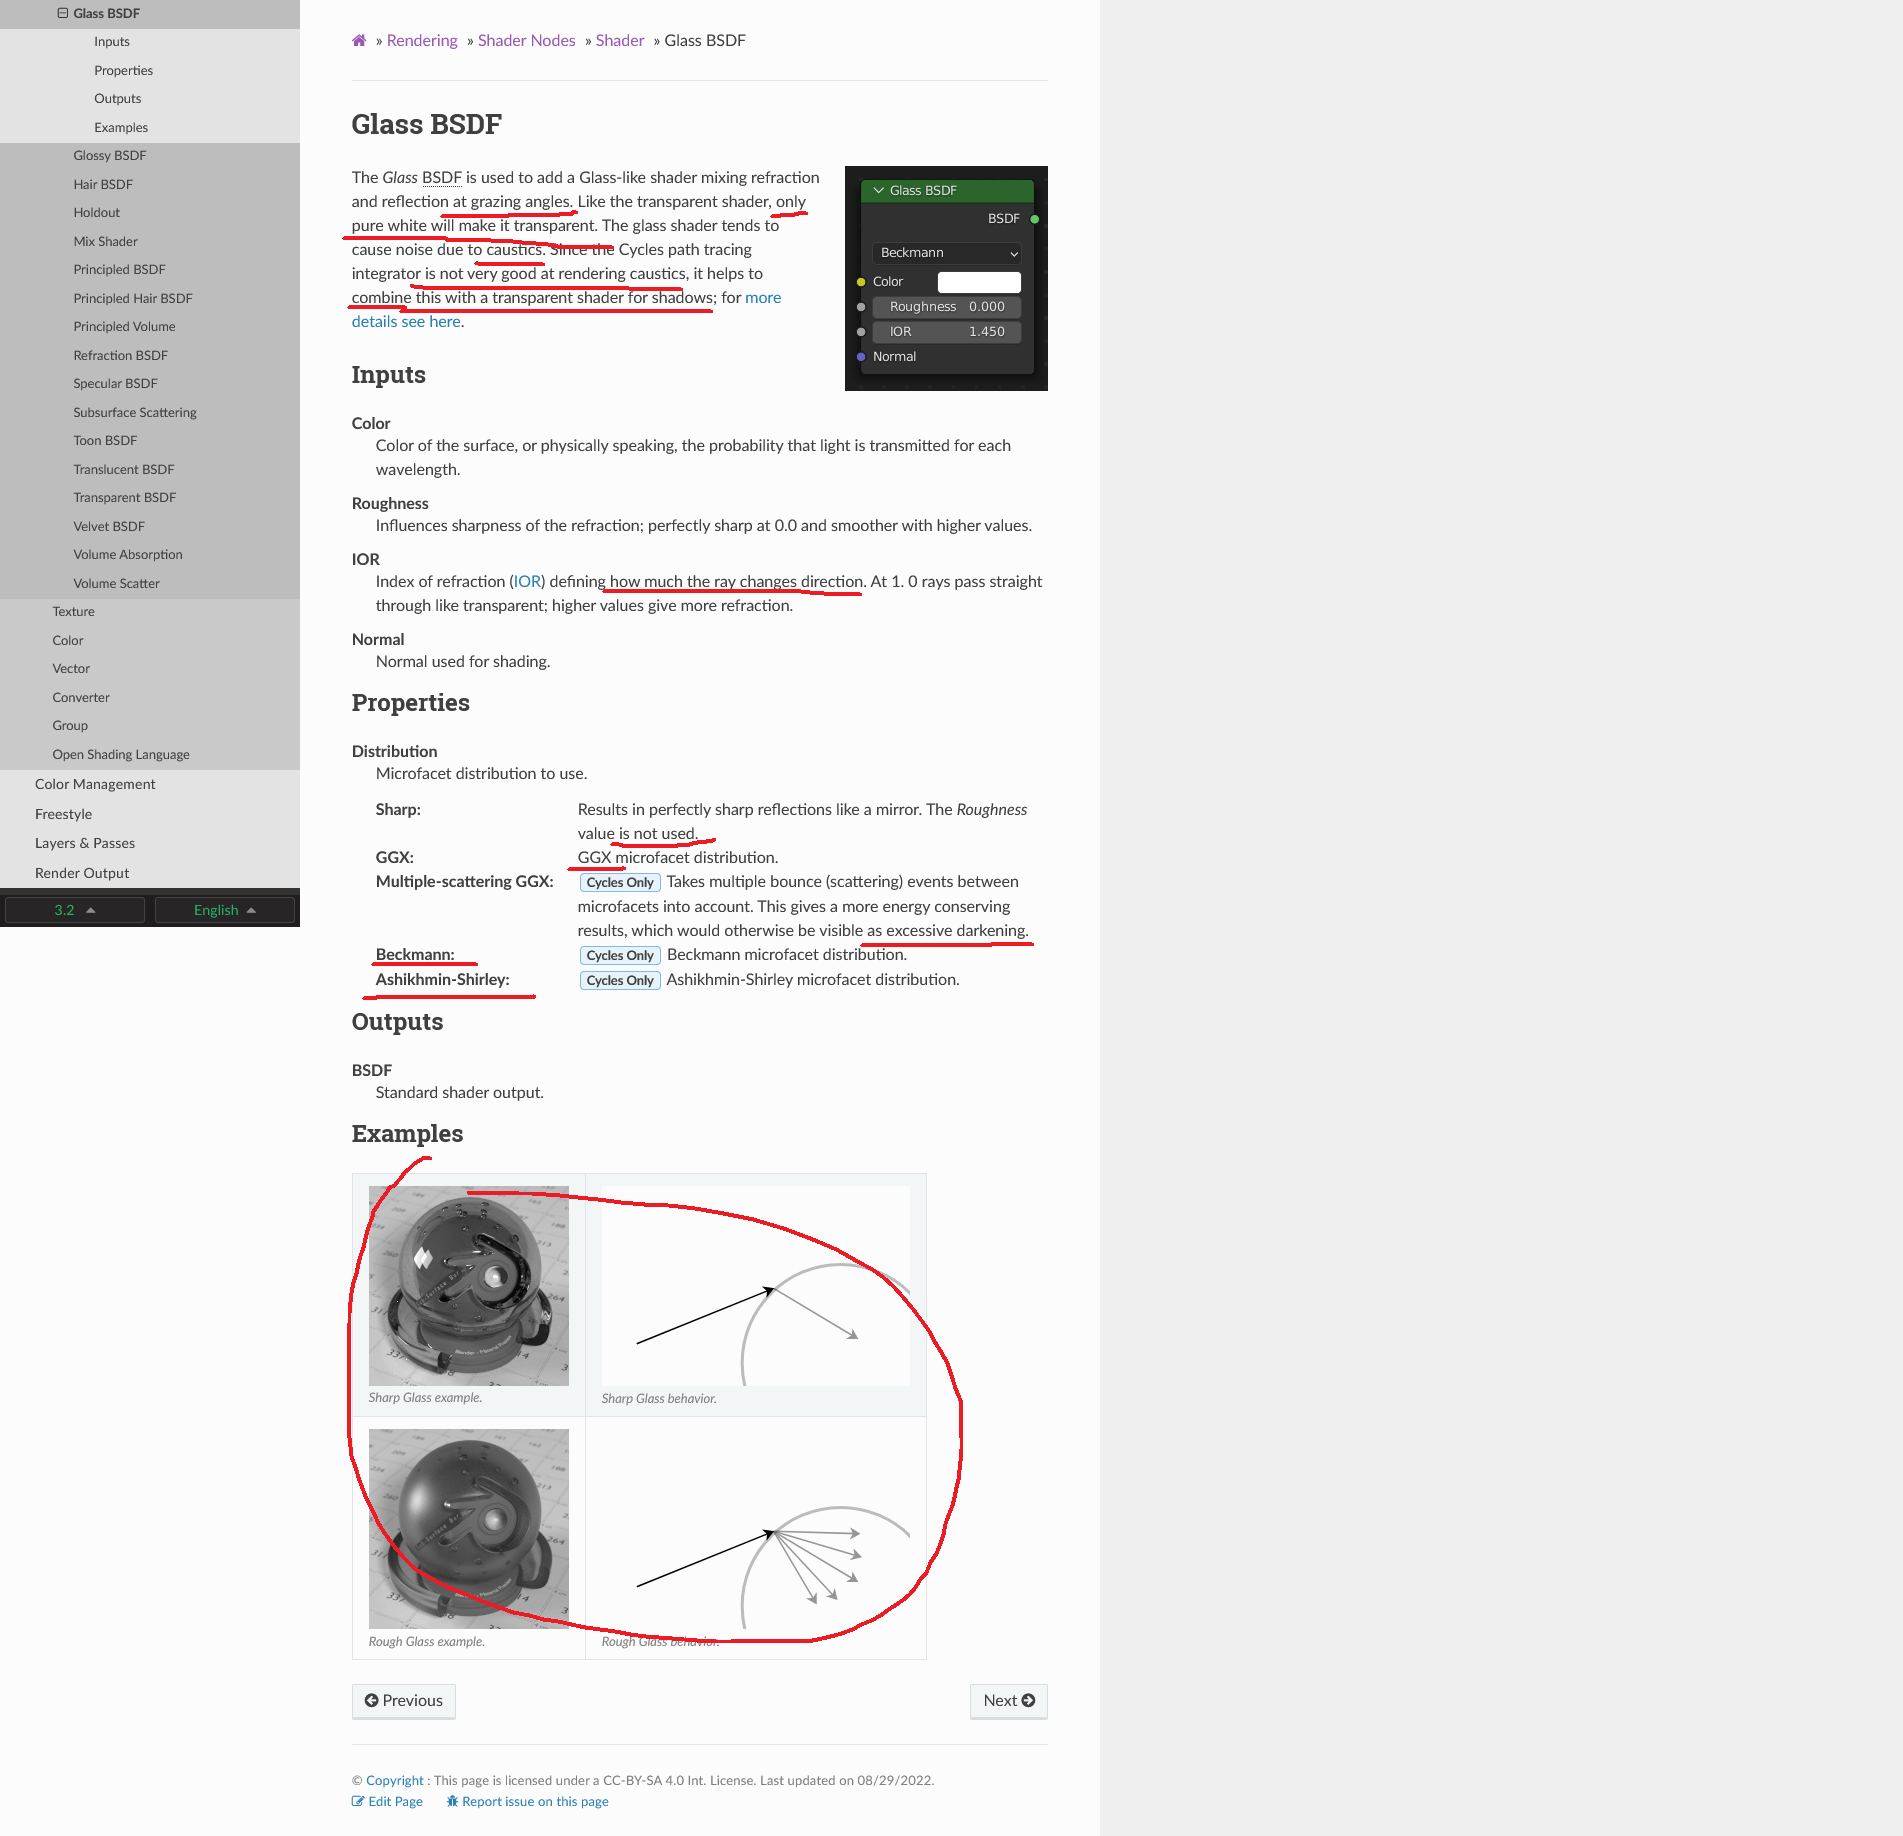 Glass BSDF
Inputs
Properties
Outputs
Examples
Glossy BSDF
Hair BSDF
Holdout
Mix Shader
Principled BSDF
Principled Hair BSDF
Principled Volume
Refraction BSDF
Specular BSDF
Subsurface Scattering
Toon BSDF
Translucent BSDF
Transparent BSDF
Velvet BSDF
Volume Absorption
Volume Scatter
Texture
Color
Vector
Converter
Group
Open Shading Language
Color Management
Freestyle
Layers & Passes
Render Output
3.2
English
» Rendering » Shader Nodes » Shader » Glass BSDF
Glass BSDF
The Glass BSDF is used to add a Glass-like shader mixing refraction
and reflection at grazing angles. Like the transparent shader, only
pure white will make it transparent. The glass shader tends to
cause noise due to caustics. Since the Cycles path tracing
integrator is not very good at rendering caustics, it helps to
combine this with a transparent shader for shadows; for more
details see here.
Glass BSDF
BSDF
Beckmann
Color
Roughness 0.000
IOR 1.450
Normal
Inputs
Color
Color of the surface, or physically speaking, the probability that light is transmitted for each
wavelength.
Roughness
Influences sharpness of the refraction; perfectly sharp at 0.0 and smoother with higher values.
IOR
Index of refraction (IOR) defining how much the ray changes direction. At 1. 0 rays pass straight
through like transparent; higher values give more refraction.
Normal
Normal used for shading.
Properties
Distribution
Microfacet distribution to use.
Sharp: Results in perfectly sharp reflections like a mirror. The Roughness
value is not used.
GGX: GGX microfacet distribution.
Multiple-scattering GGX: Cycles Only Takes multiple bounce (scattering) events between
microfacets into account. This gives a more energy conserving
results, which would otherwise be visible as excessive darkening.
Beckmann: Cycles Only Beckmann microfacet distribution.
Ashikhmin-Shirley: Cycles Only Ashikhmin-Shirley microfacet distribution.
Outputs
BSDF
Standard shader output.
Examples
Sharp Glass example.
Sharp Glass behavior.
Rough Glass example.
Rough Glass behavior.
Previous
Next
© Copyright : This page is licensed under a CC-BY-SA 4.0 Int. License. Last updated on 08/29/2022.
Edit Page Report issue on this page